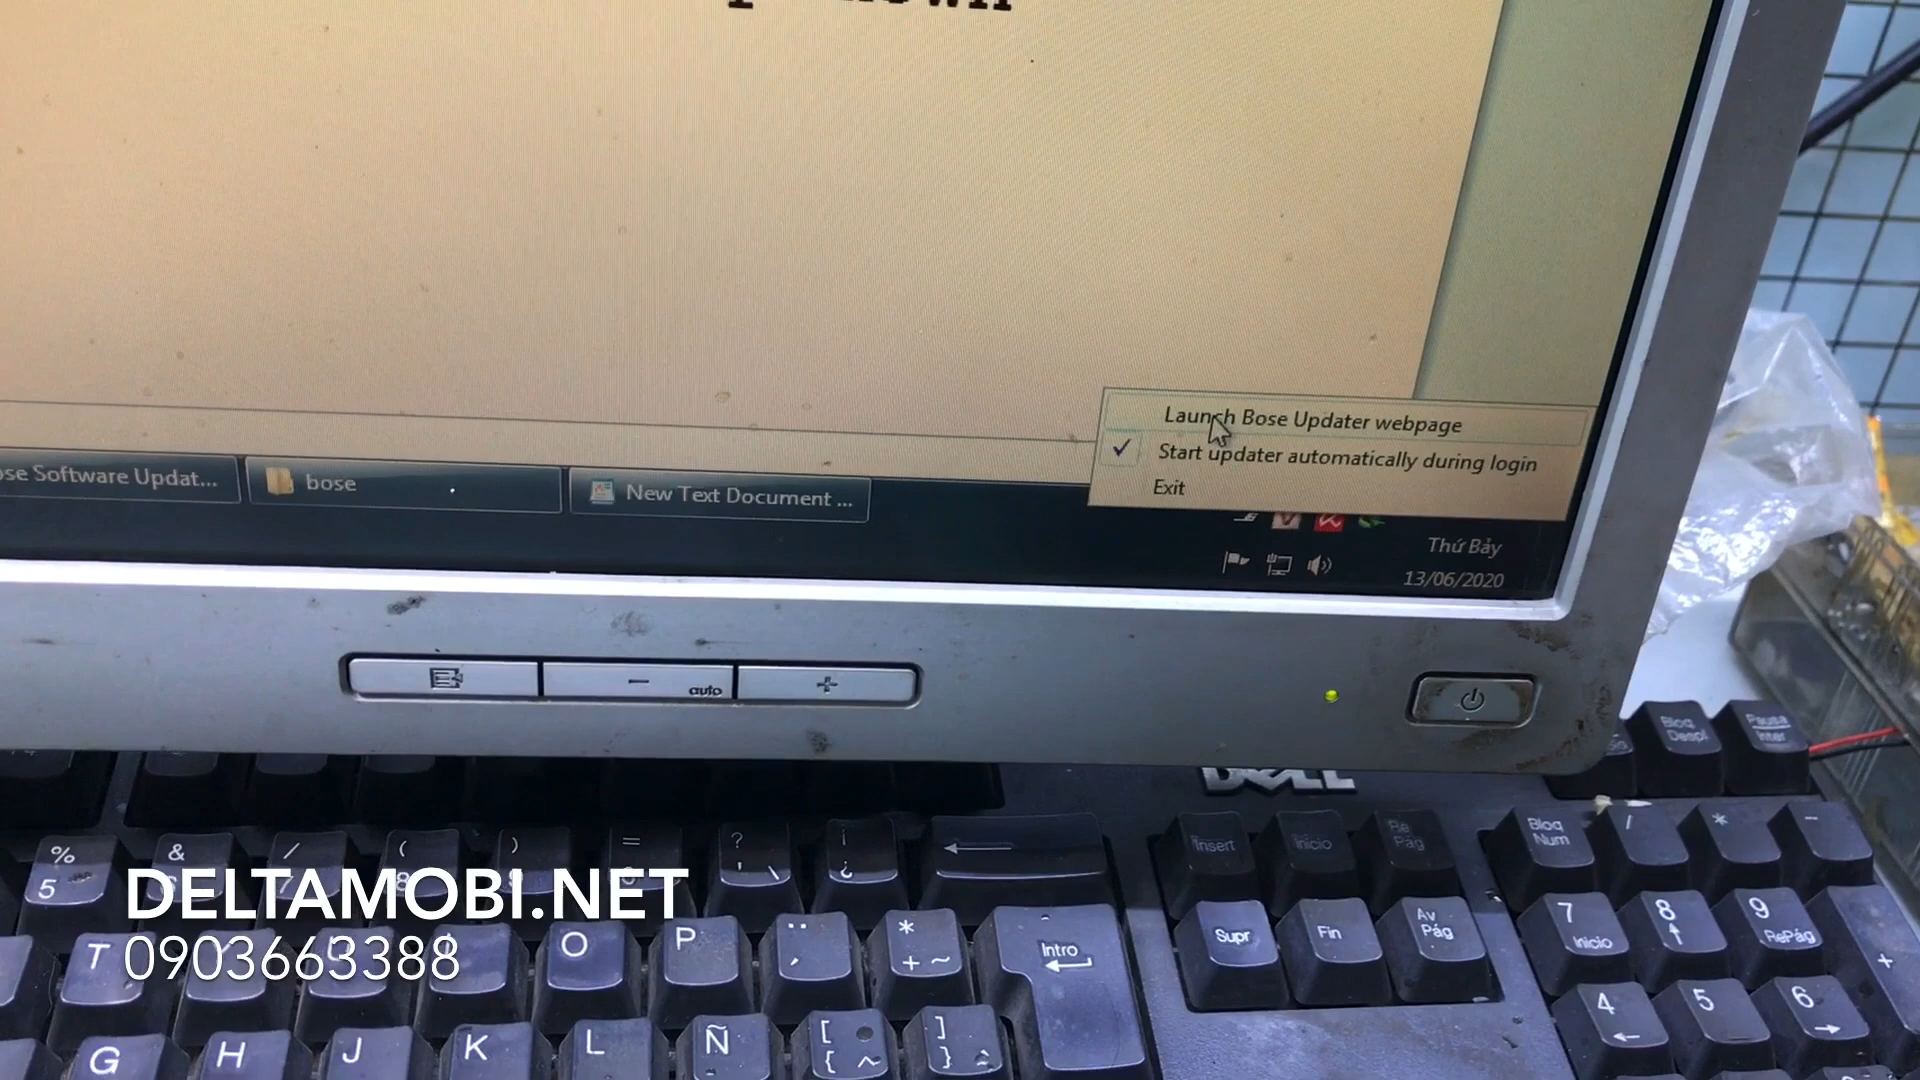 Launch Bose Updater webpage
Start updater automatically during login
Exit
se Software Updat...
bose
New Text Document ...
Thứ Bảy
13/06/2020
auto
DELL
Bloq Despl
Pausa Inter
% 5
&
/
(
)
=
? ' \
¡ ¿
Insert
Inicio
Re Pág
Bloq Num
/
*
-
DELTAMOBI.NET
0903663388
T
O
P
¨ ,
* + ~
Intro
Supr
Fin
Av Pág
7 Inicio
8
9 RePág
+
G
H
J
K
L
Ñ
[ { ^
] }
4
5
6